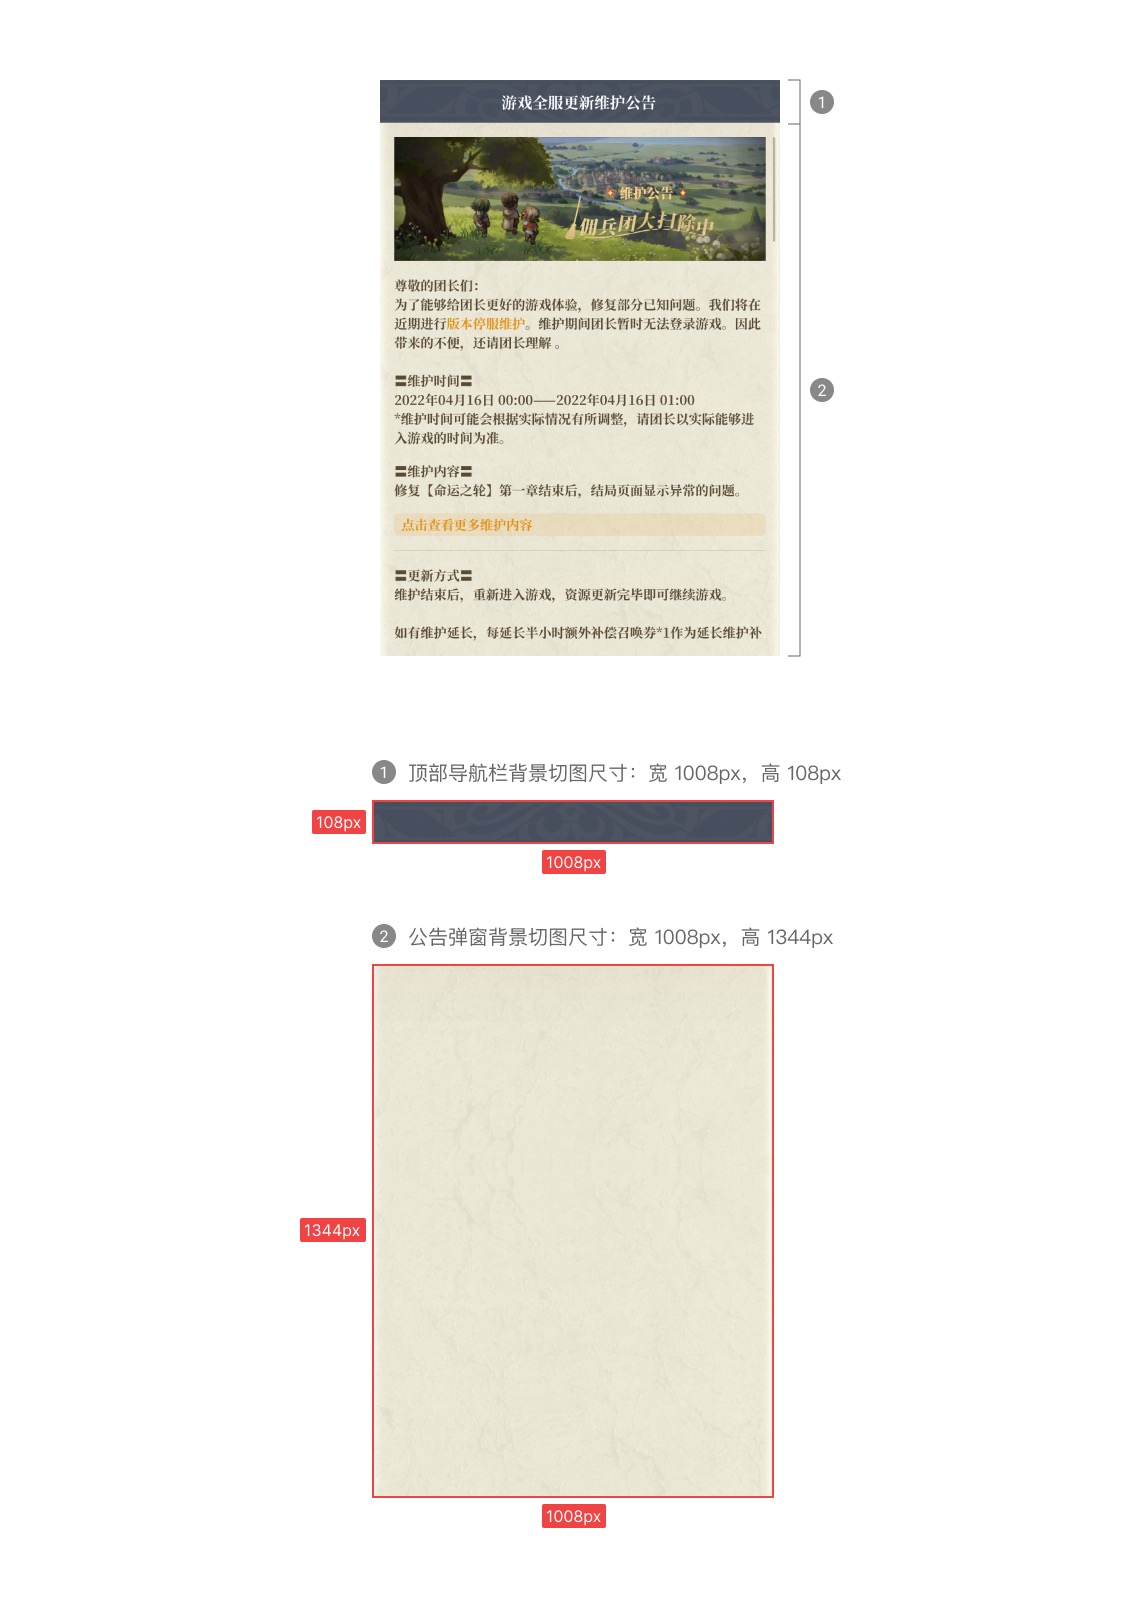 游戏全服更新维护公告
1
维护公告
佣兵团大扫除中
尊敬的团长们：
为了能够给团长更好的游戏体验，修复部分已知问题。我们将在
近期进行版本停服维护。维护期间团长暂时无法登录游戏。因此
带来的不便，还请团长理解 。
2
〓维护时间〓
2022年04月16日 00:00——2022年04月16日 01:00
*维护时间可能会根据实际情况有所调整，请团长以实际能够进
入游戏的时间为准。
〓维护内容〓
修复【命运之轮】第一章结束后，结局页面显示异常的问题。
点击查看更多维护内容
〓更新方式〓
维护结束后，重新进入游戏，资源更新完毕即可继续游戏。
如有维护延长，每延长半小时额外补偿召唤券*1作为延长维护补
1 顶部导航栏背景切图尺寸：宽 1008px，高 108px
108px
1008px
2 公告弹窗背景切图尺寸：宽 1008px，高 1344px
1344px
1008px